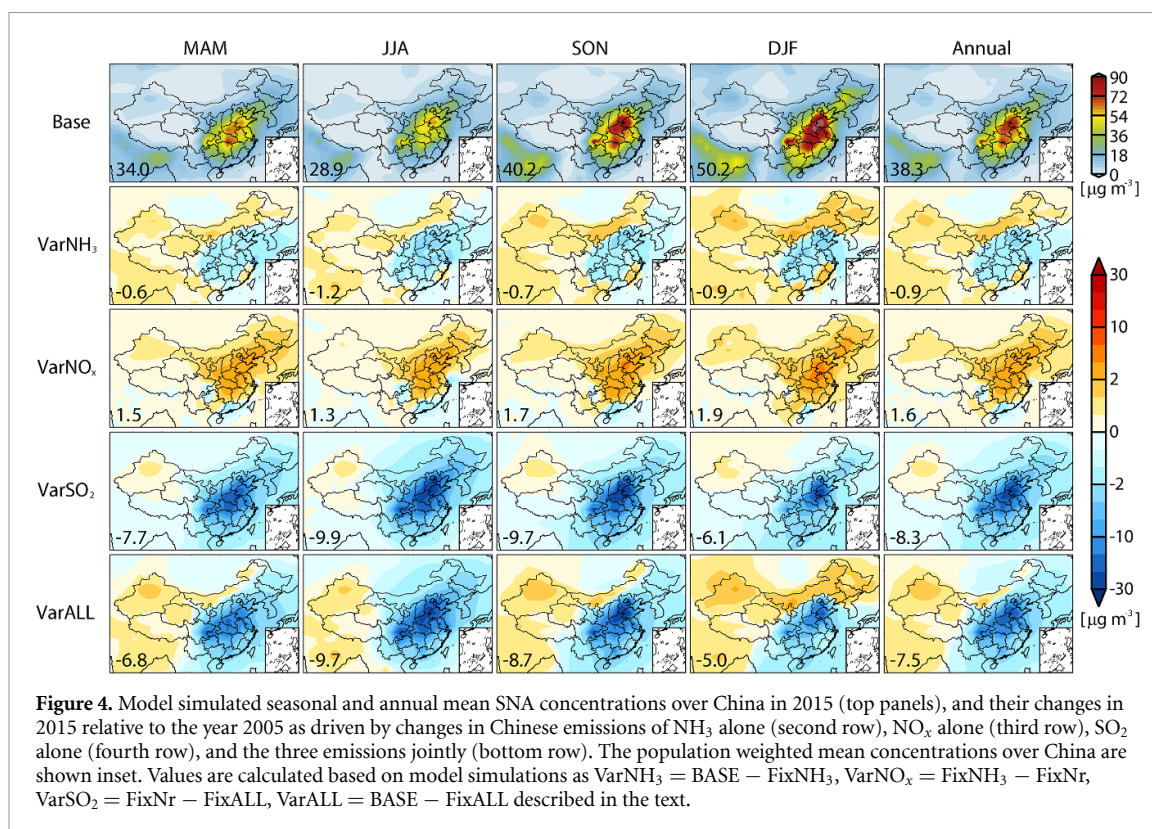 MAM JJA SON DJF Annual
Base 34.0 28.9 40.2 50.2 38.3
90
72
54
36
18
0
[μg m⁻³]
VarNH₃ -0.6 -1.2 -0.7 -0.9 -0.9
VarNOₓ 1.5 1.3 1.7 1.9 1.6
VarSO₂ -7.7 -9.9 -9.7 -6.1 -8.3
VarALL -6.8 -9.7 -8.7 -5.0 -7.5
30
10
2
0
-2
-10
-30
[μg m⁻³]
Figure 4. Model simulated seasonal and annual mean SNA concentrations over China in 2015 (top panels), and their changes in
2015 relative to the year 2005 as driven by changes in Chinese emissions of NH₃ alone (second row), NOₓ alone (third row), SO₂
alone (fourth row), and the three emissions jointly (bottom row). The population weighted mean concentrations over China are
shown inset. Values are calculated based on model simulations as VarNH₃ = BASE − FixNH₃, VarNOₓ = FixNH₃ − FixNr,
VarSO₂ = FixNr − FixALL, VarALL = BASE − FixALL described in the text.